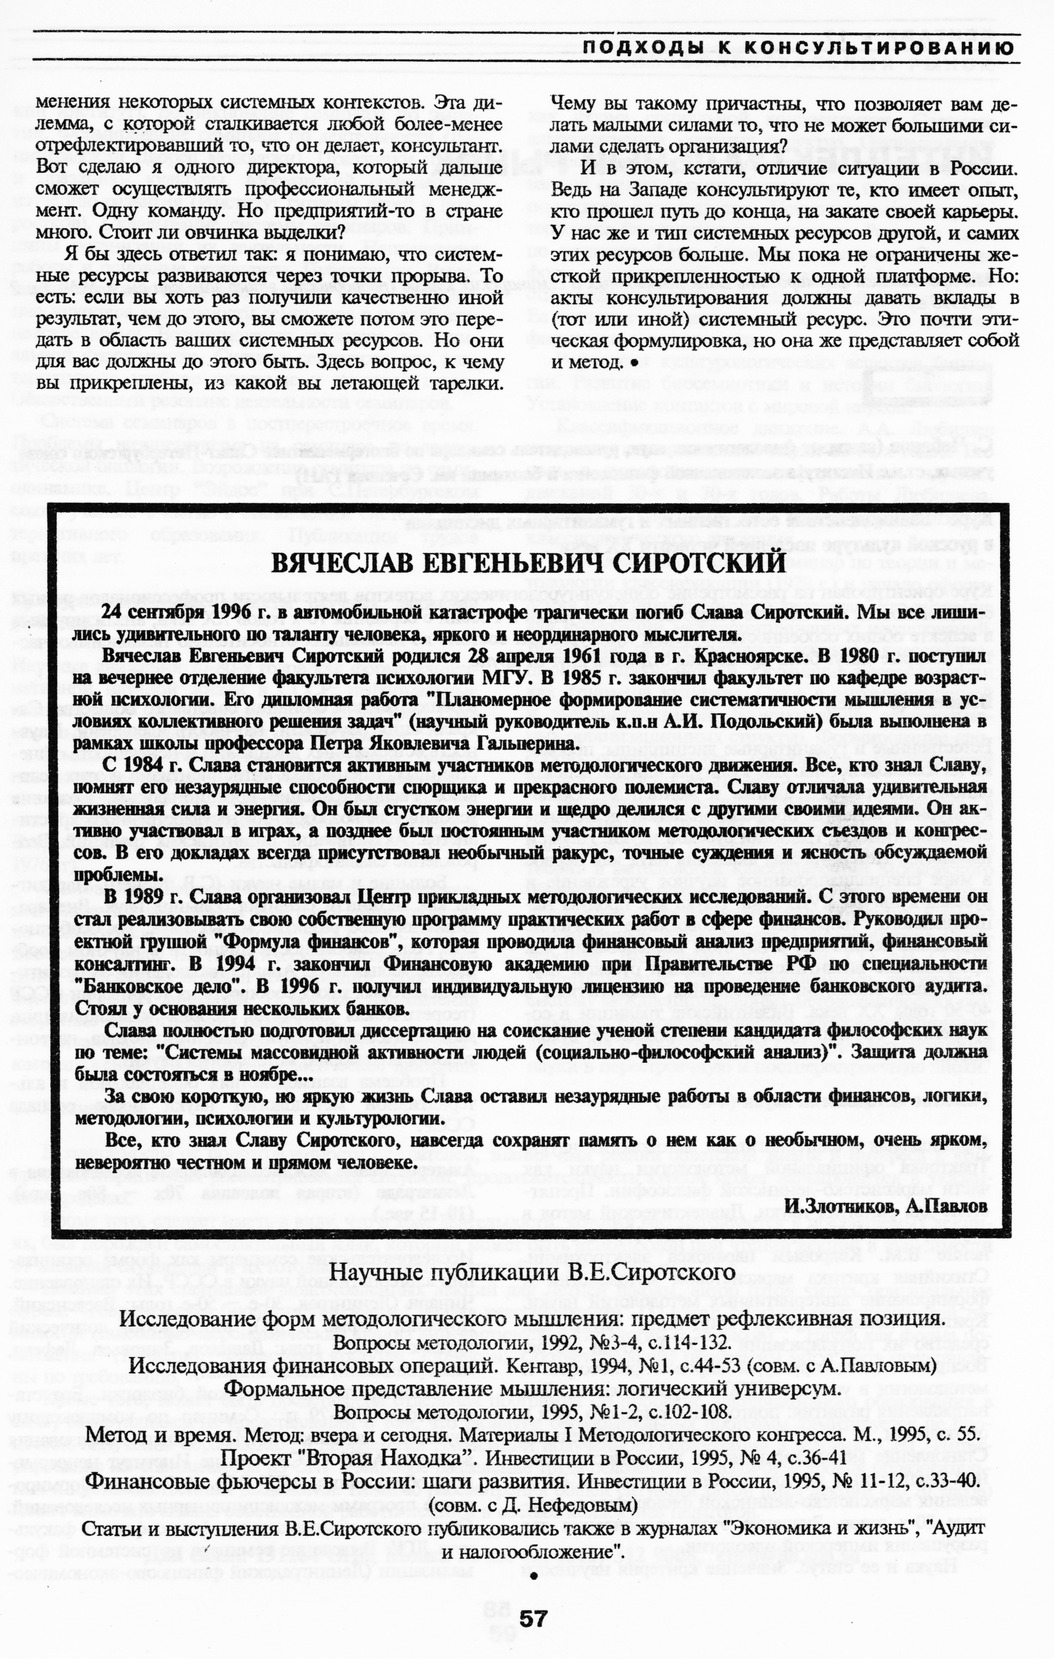 ПОДХОДЫ К КОНСУЛЬТИРОВАНИЮ
менения некоторых системных контекстов. Эта ди-
лемма, с которой сталкивается любой более-менее
отрефлектировавший то, что он делает, консультант.
Вот сделаю я одного директора, который дальше
сможет осуществлять профессиональный менедж-
мент. Одну команду. Но предприятий-то в стране
много. Стоит ли овчинка выделки?
Я бы здесь ответил так: я понимаю, что систем-
ные ресурсы развиваются через точки прорыва. То
есть: если вы хоть раз получили качественно иной
результат, чем до этого, вы сможете потом это пере-
дать в область ваших системных ресурсов. Но они
для вас должны до этого быть. Здесь вопрос, к чему
вы прикреплены, из какой вы летающей тарелки.
Чему вы такому причастны, что позволяет вам де-
лать малыми силами то, что не может большими си-
лами сделать организация?
И в этом, кстати, отличие ситуации в России.
Ведь на Западе консультируют те, кто имеет опыт,
кто прошел путь до конца, на закате своей карьеры.
У нас же и тип системных ресурсов другой, и самих
этих ресурсов больше. Мы пока не ограничены же-
сткой прикрепленностью к одной платформе. Но:
акты консультирования должны давать вклады в
(тот или иной) системный ресурс. Это почти эти-
ческая формулировка, но она же представляет собой
и метод. •
ВЯЧЕСЛАВ ЕВГЕНЬЕВИЧ СИРОТСКИЙ
24 сентября 1996 г. в автомобильной катастрофе трагически погиб Слава Сиротский. Мы все лиши-
лись удивительного по таланту человека, яркого и неординарного мыслителя.
Вячеслав Евгеньевич Сиротский родился 28 апреля 1961 года в г. Красноярске. В 1980 г. поступил
на вечернее отделение факультета психологии МГУ. В 1985 г. закончил факультет по кафедре возраст-
ной психологии. Его дипломная работа "Планомерное формирование систематичности мышления в ус-
ловиях коллективного решения задач" (научный руководитель к.п.н А.И. Подольский) была выполнена в
рамках школы профессора Петра Яковлевича Гальперина.
С 1984 г. Слава становится активным участников методологического движения. Все, кто знал Славу,
помнят его незаурядные способности спорщика и прекрасного полемиста. Славу отличала удивительная
жизненная сила и энергия. Он был сгустком энергии и щедро делился с другими своими идеями. Он ак-
тивно участвовал в играх, а позднее был постоянным участником методологических съездов и конгрес-
сов. В его докладах всегда присутствовал необычный ракурс, точные суждения и ясность обсуждаемой
проблемы.
В 1989 г. Слава организовал Центр прикладных методологических исследований. С этого времени он
стал реализовывать свою собственную программу практических работ в сфере финансов. Руководил про-
ектной группой "Формула финансов", которая проводила финансовый анализ предприятий, финансовый
консалтинг. В 1994 г. закончил Финансовую академию при Правительстве РФ по специальности
"Банковское дело". В 1996 г. получил индивидуальную лицензию на проведение банковского аудита.
Стоял у основания нескольких банков.
Слава полностью подготовил диссертацию на соискание ученой степени кандидата философских наук
по теме: "Системы массовидной активности людей (социально-философский анализ)". Защита должна
была состояться в ноябре...
За свою короткую, но яркую жизнь Слава оставил незаурядные работы в области финансов, логики,
методологии, психологии и культурологии.
Все, кто знал Славу Сиротского, навсегда сохранят память о нем как о необычном, очень ярком,
невероятно честном и прямом человеке.
И.Злотников, А.Павлов
Научные публикации В.Е.Сиротского
Исследование форм методологического мышления: предмет рефлексивная позиция.
Вопросы методологии, 1992, №3-4, с.114-132.
Исследования финансовых операций. Кентавр, 1994, №1, с.44-53 (совм. с А.Павловым)
Формальное представление мышления: логический универсум.
Вопросы методологии, 1995, №1-2, с.102-108.
Метод и время. Метод: вчера и сегодня. Материалы I Методологического конгресса. М., 1995, с. 55.
Проект "Вторая Находка”. Инвестиции в России, 1995, № 4, с.36-41
Финансовые фьючерсы в России: шаги развития. Инвестиции в России, 1995, № 11-12, с.33-40.
(совм. с Д. Нефедовым)
Статьи и выступления В.Е.Сиротского публиковались также в журналах "Экономика и жизнь", "Аудит
и налогообложение".
•
57